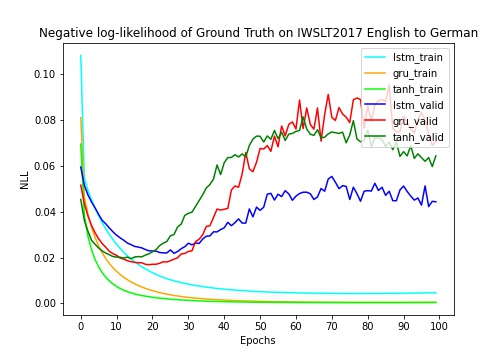 Negative log-likelihood of Ground Truth on IWSLT2017 English to German
lstm_train
gru_train
tanh_train
lstm_valid
gru_valid
tanh_valid
NLL
0.10
0.08
0.06
0.04
0.02
0.00
0 10 20 30 40 50 60 70 80 90 100
Epochs